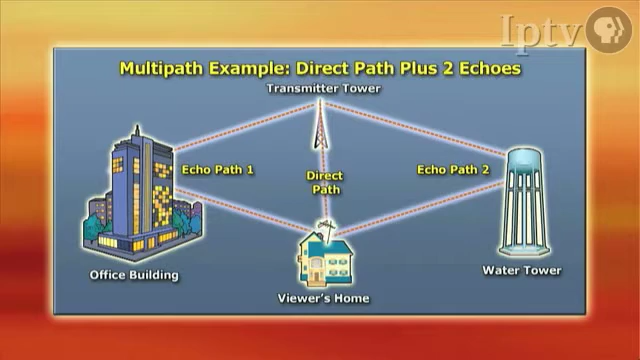 Iptv PBS
Multipath Example: Direct Path Plus 2 Echoes
Transmitter Tower
Echo Path 1
Direct
Path
Echo Path 2
Office Building
Water Tower
Viewer's Home